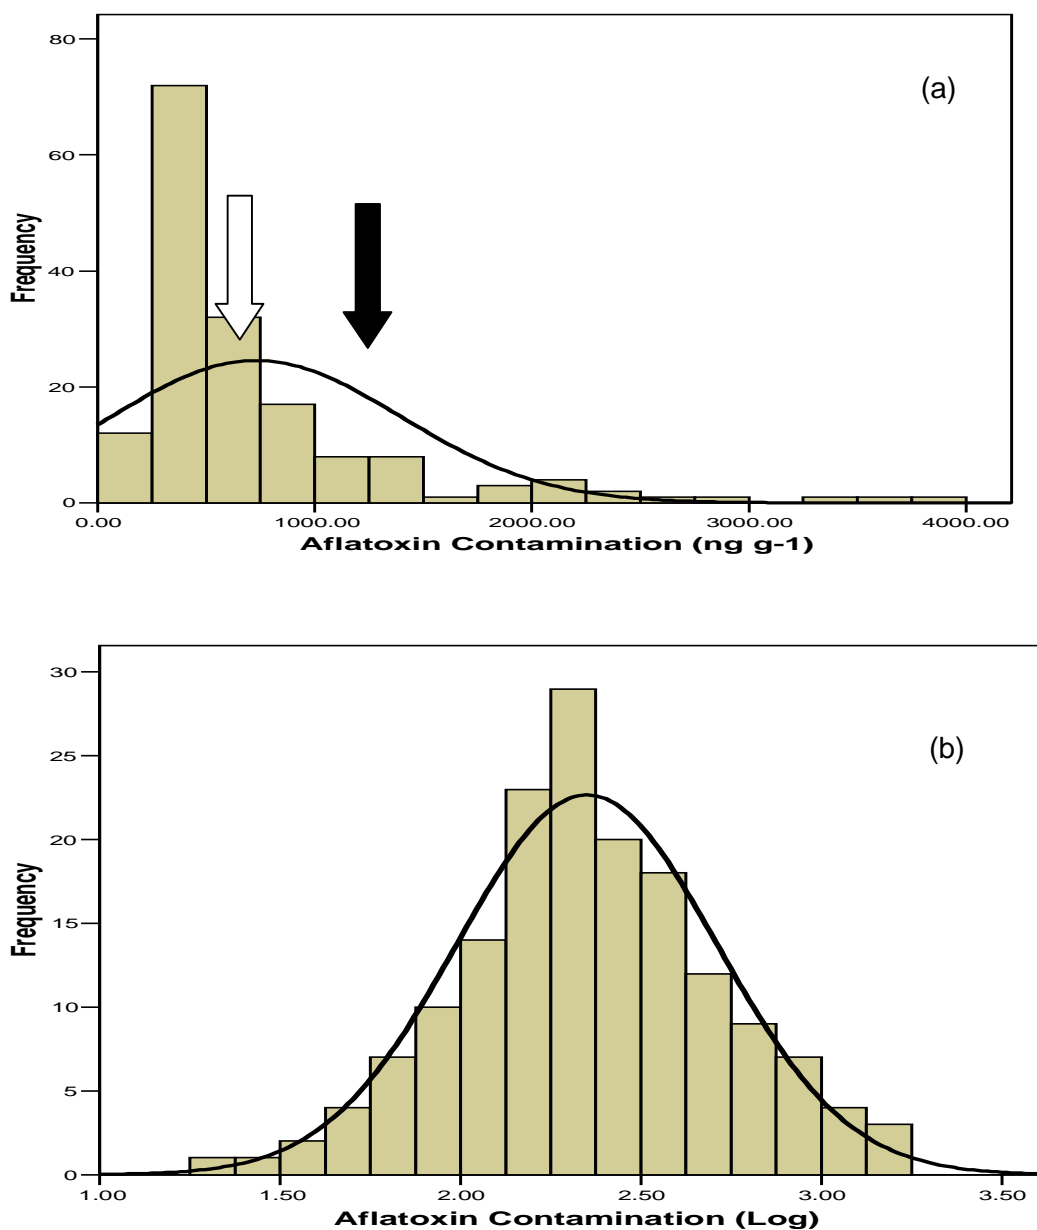 80
(a)
60
40
20
0
Frequency
0.00 1000.00 2000.00 3000.00 4000.00
Aflatoxin Contamination (ng g-1)
30
25
(b)
20
15
10
5
0
Frequency
1.00 1.50 2.00 2.50 3.00 3.50
Aflatoxin Contamination (Log)